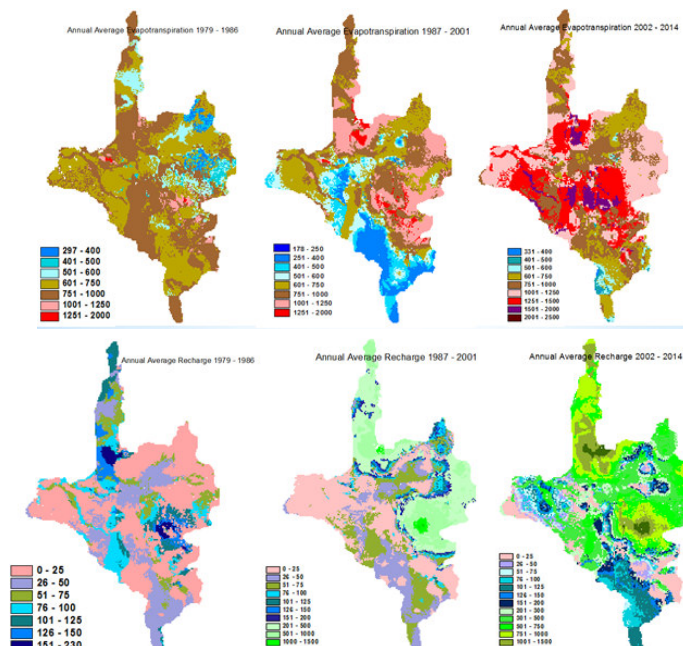 Annual Average Evapotranspiration 1979 - 1986
Annual Average Evapotranspiration 1987 - 2001
Annual Average Evapotranspiration 2002 - 2014
297 - 400
401 - 500
501 - 600
601 - 750
751 - 1000
1001 - 1250
1251 - 2000
178 - 250
251 - 400
401 - 500
501 - 600
601 - 750
751 - 1000
1001 - 1250
1251 - 2000
331 - 400
401 - 500
501 - 600
601 - 750
751 - 1000
1001 - 1250
1251 - 1500
1501 - 2000
2001 - 2500
Annual Average Recharge 1979 - 1986
Annual Average Recharge 1987 - 2001
Annual Average Recharge 2002 - 2014
0 - 25
26 - 50
51 - 75
76 - 100
101 - 125
126 - 150
151 - 230
0 - 25
26 - 50
51 - 75
76 - 100
101 - 125
126 - 150
151 - 200
201 - 500
501 - 1000
1000 - 1500
0 - 25
26 - 50
51 - 75
76 - 100
101 - 125
126 - 150
151 - 200
201 - 300
301 - 500
501 - 750
751 - 1000
1001 - 1500